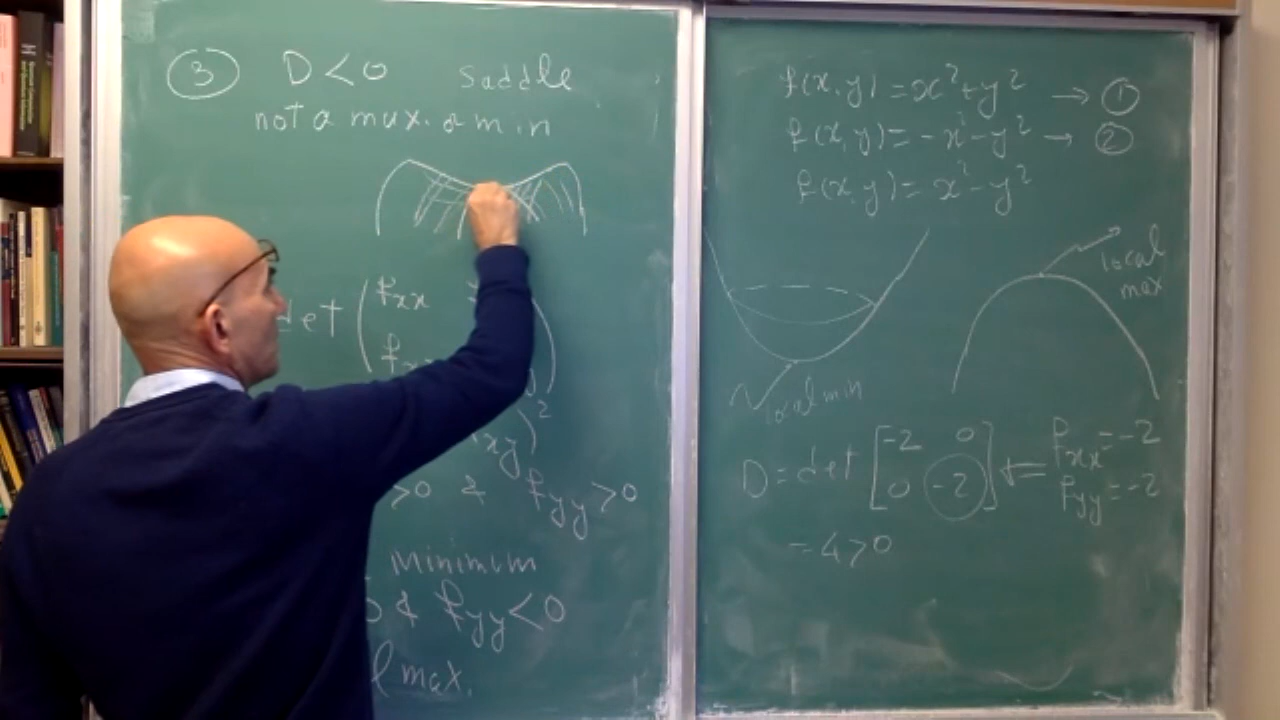 ③ D<0 Saddle
not a max. or min
det ( fxx
xy)²
>0 & fyy>0
Minimum
& fyy<0
l max.
f(x,y)=x²+y² → ①
f(x,y)=-x²-y² → ②
f(x,y)=x²-y²
local
max
local min
D=det [-2 0
0 -2] ⇐ fxx=-2
fyy=-2
=4>0